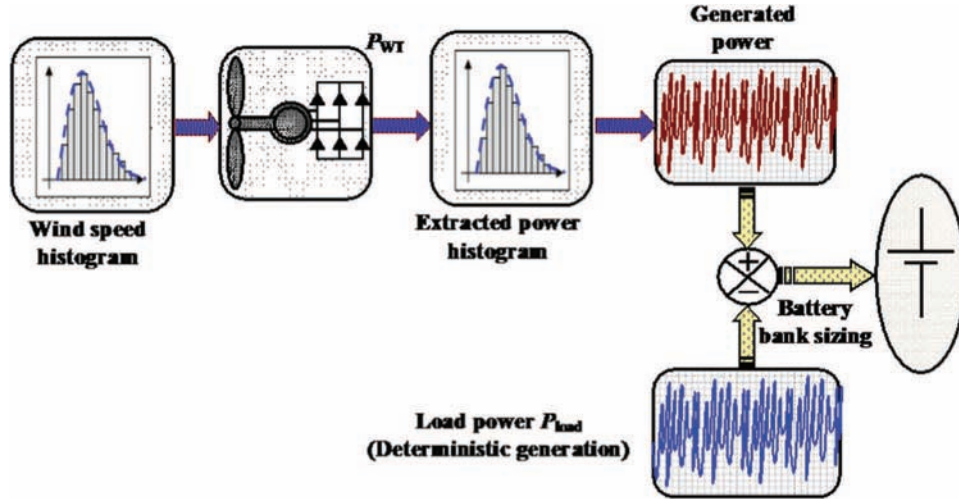 Generated
power
P_WT
Wind speed
histogram
Extracted power
histogram
+
−
Battery
bank sizing
Load power P_load
(Deterministic generation)